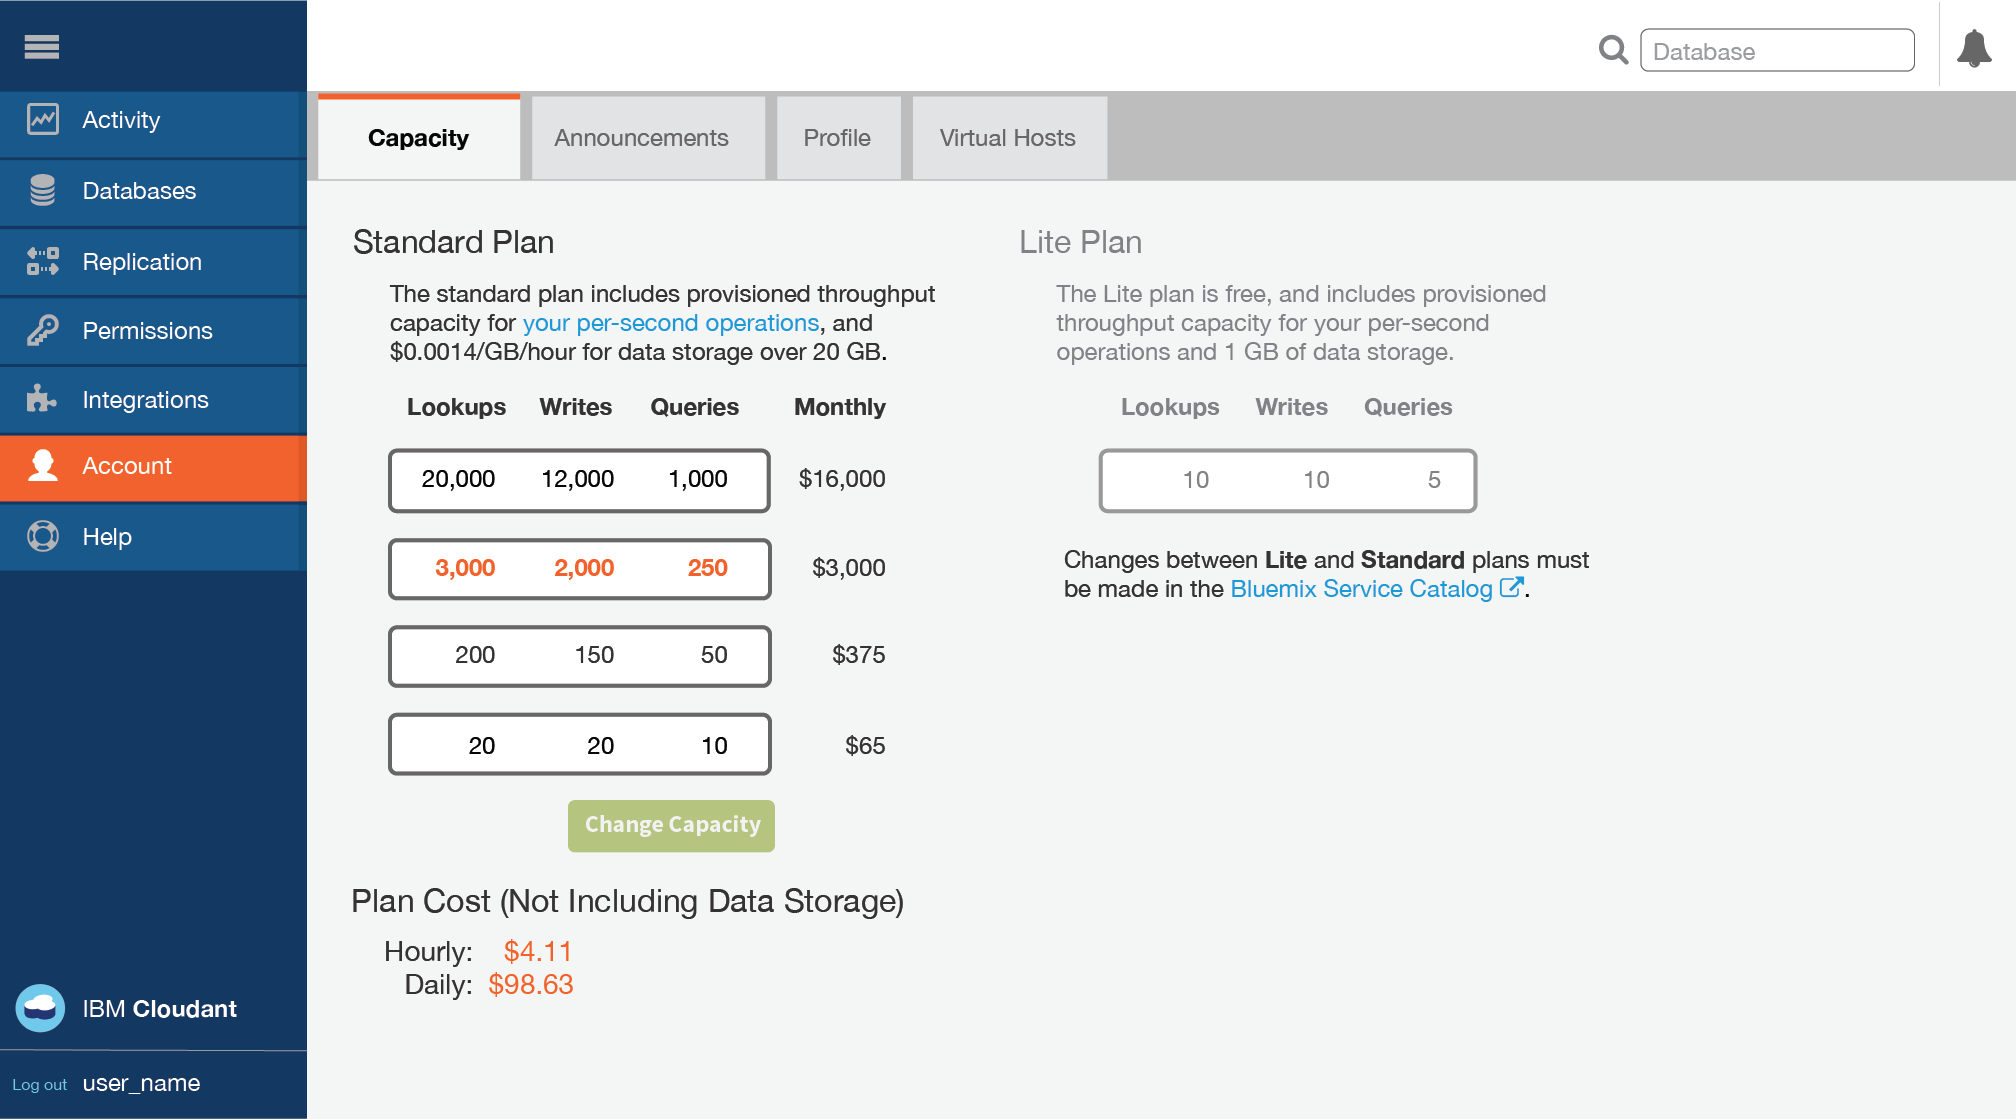 Database
Activity
Databases
Replication
Permissions
Integrations
Account
Help
IBM Cloudant
Log out user_name
Capacity Announcements Profile Virtual Hosts
Standard Plan
The standard plan includes provisioned throughput
capacity for your per-second operations, and
$0.0014/GB/hour for data storage over 20 GB.
Lookups Writes Queries Monthly
20,000 12,000 1,000 $16,000
3,000 2,000 250 $3,000
200 150 50 $375
20 20 10 $65
Change Capacity
Plan Cost (Not Including Data Storage)
Hourly: $4.11
Daily: $98.63
Lite Plan
The Lite plan is free, and includes provisioned
throughput capacity for your per-second
operations and 1 GB of data storage.
Lookups Writes Queries
10 10 5
Changes between Lite and Standard plans must
be made in the Bluemix Service Catalog.